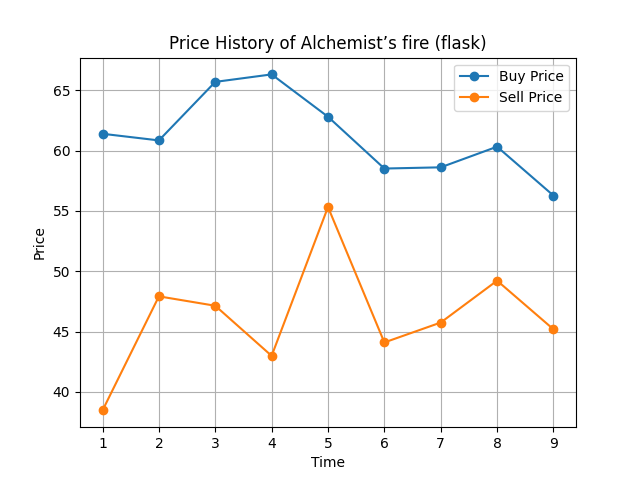 Price History of Alchemist’s fire (flask)
Buy Price
Sell Price
65
60
55
50
45
40
Price
1 2 3 4 5 6 7 8 9
Time